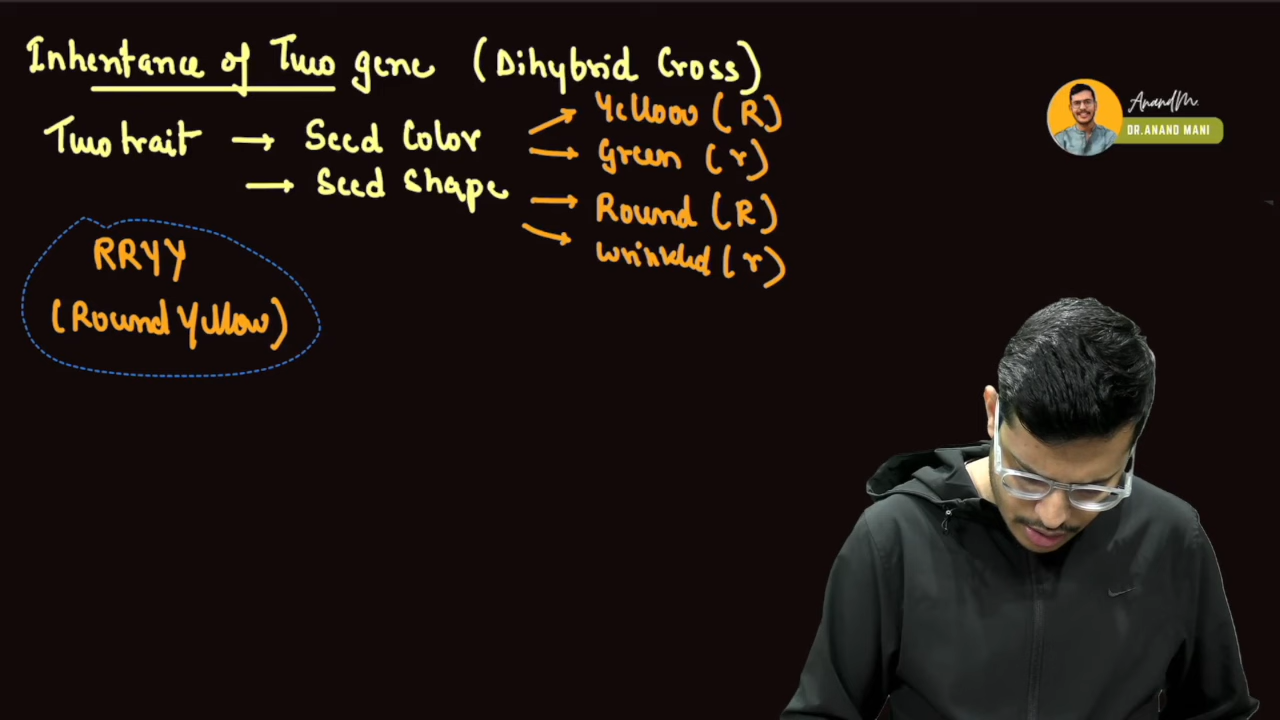 Inheritance of Two gene (Dihybrid Cross)
Two trait → Seed Color
Yellow (R)
Green (r)
→ Seed Shape
Round (R)
Wrinkled (r)
RRYY
(Round Yellow)
AnandM.
DR.ANAND MANI